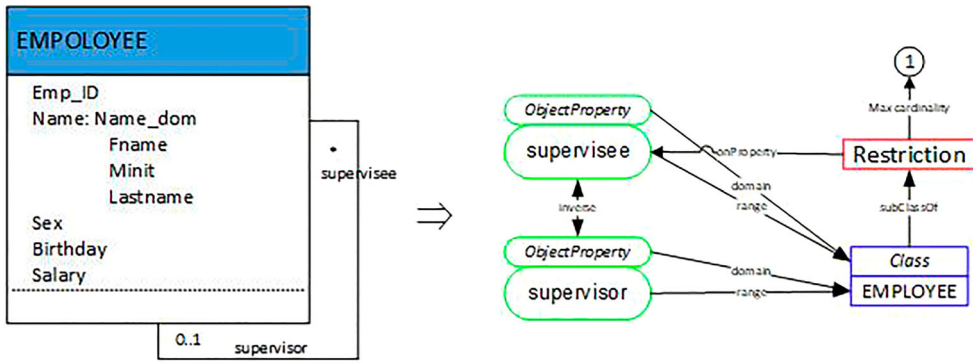 EMPOLOYEE
Emp_ID
Name: Name_dom
Fname
Minit
Lastname
Sex
Birthday
Salary
*
supervisee
0..1
supervisor
⇒
1
Max cardinality
ObjectProperty
supervisee
onProperty
Restriction
domain
range
subClassOf
Inverse
ObjectProperty
supervisor
domain
range
Class
EMPLOYEE